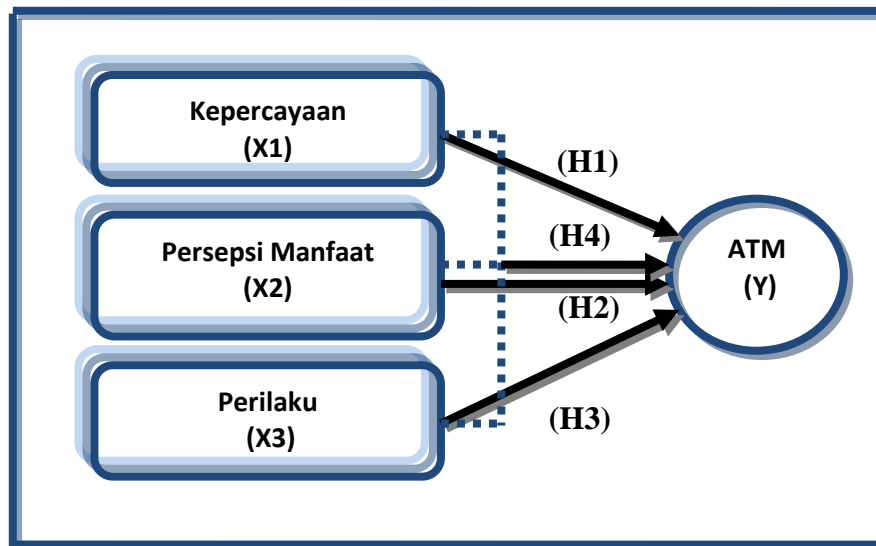 Kepercayaan
(X1)
(H1)
Persepsi Manfaat
(X2)
(H4)
(H2)
ATM
(Y)
Perilaku
(X3)
(H3)